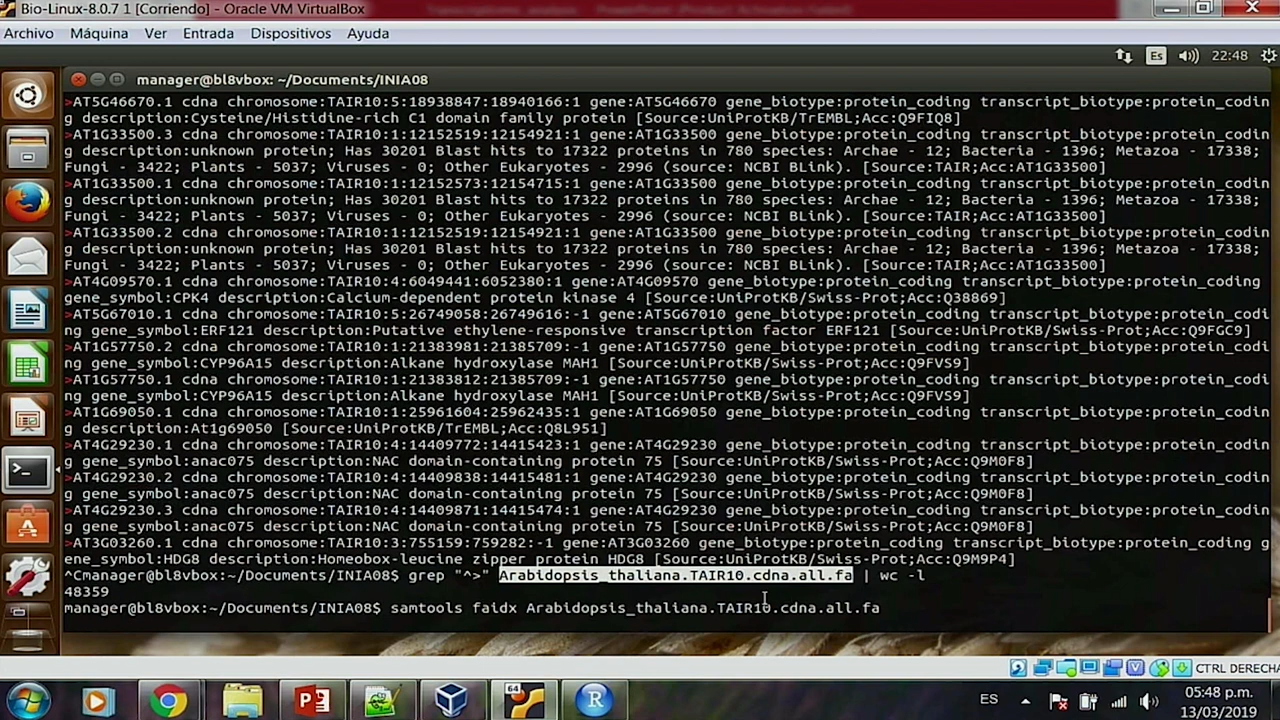 Bio-Linux-8.0.7 1 [Corriendo] - Oracle VM VirtualBox
Archivo Máquina Ver Entrada Dispositivos Ayuda
Es 22:48
manager@bl8vbox: ~/Documents/INIA08
>AT5G46670.1 cdna chromosome:TAIR10:5:18938847:18940166:1 gene:AT5G46670 gene_biotype:protein_coding transcript_biotype:protein_codin
g description:Cysteine/Histidine-rich C1 domain family protein [Source:UniProtKB/TrEMBL;Acc:Q9FIQ8]
>AT1G33500.3 cdna chromosome:TAIR10:1:12152519:12154921:1 gene:AT1G33500 gene_biotype:protein_coding transcript_biotype:protein_codin
g description:unknown protein; Has 30201 Blast hits to 17322 proteins in 780 species: Archae - 12; Bacteria - 1396; Metazoa - 17338;
Fungi - 3422; Plants - 5037; Viruses - 0; Other Eukaryotes - 2996 (source: NCBI BLink). [Source:TAIR;Acc:AT1G33500]
>AT1G33500.1 cdna chromosome:TAIR10:1:12152573:12154715:1 gene:AT1G33500 gene_biotype:protein_coding transcript_biotype:protein_codin
g description:unknown protein; Has 30201 Blast hits to 17322 proteins in 780 species: Archae - 12; Bacteria - 1396; Metazoa - 17338;
Fungi - 3422; Plants - 5037; Viruses - 0; Other Eukaryotes - 2996 (source: NCBI BLink). [Source:TAIR;Acc:AT1G33500]
>AT1G33500.2 cdna chromosome:TAIR10:1:12152519:12154921:1 gene:AT1G33500 gene_biotype:protein_coding transcript_biotype:protein_codin
g description:unknown protein; Has 30201 Blast hits to 17322 proteins in 780 species: Archae - 12; Bacteria - 1396; Metazoa - 17338;
Fungi - 3422; Plants - 5037; Viruses - 0; Other Eukaryotes - 2996 (source: NCBI BLink). [Source:TAIR;Acc:AT1G33500]
>AT4G09570.1 cdna chromosome:TAIR10:4:6049441:6052380:1 gene:AT4G09570 gene_biotype:protein_coding transcript_biotype:protein_coding
gene_symbol:CPK4 description:Calcium-dependent protein kinase 4 [Source:UniProtKB/Swiss-Prot;Acc:Q38869]
>AT5G67010.1 cdna chromosome:TAIR10:5:26749058:26749616:-1 gene:AT5G67010 gene_biotype:protein_coding transcript_biotype:protein_codi
ng gene_symbol:ERF121 description:Putative ethylene-responsive transcription factor ERF121 [Source:UniProtKB/Swiss-Prot;Acc:Q9FGC9]
>AT1G57750.2 cdna chromosome:TAIR10:1:21383981:21385709:-1 gene:AT1G57750 gene_biotype:protein_coding transcript_biotype:protein_codi
ng gene_symbol:CYP96A15 description:Alkane hydroxylase MAH1 [Source:UniProtKB/Swiss-Prot;Acc:Q9FVS9]
>AT1G57750.1 cdna chromosome:TAIR10:1:21383812:21385709:-1 gene:AT1G57750 gene_biotype:protein_coding transcript_biotype:protein_codi
ng gene_symbol:CYP96A15 description:Alkane hydroxylase MAH1 [Source:UniProtKB/Swiss-Prot;Acc:Q9FVS9]
>AT1G69050.1 cdna chromosome:TAIR10:1:25961604:25962435:1 gene:AT1G69050 gene_biotype:protein_coding transcript_biotype:protein_codin
g description:At1g69050 [Source:UniProtKB/TrEMBL;Acc:Q8L951]
>AT4G29230.1 cdna chromosome:TAIR10:4:14409772:14415423:1 gene:AT4G29230 gene_biotype:protein_coding transcript_biotype:protein_codin
g gene_symbol:anac075 description:NAC domain-containing protein 75 [Source:UniProtKB/Swiss-Prot;Acc:Q9M0F8]
>AT4G29230.2 cdna chromosome:TAIR10:4:14409838:14415481:1 gene:AT4G29230 gene_biotype:protein_coding transcript_biotype:protein_codin
g gene_symbol:anac075 description:NAC domain-containing protein 75 [Source:UniProtKB/Swiss-Prot;Acc:Q9M0F8]
>AT4G29230.3 cdna chromosome:TAIR10:4:14409871:14415474:1 gene:AT4G29230 gene_biotype:protein_coding transcript_biotype:protein_codin
g gene_symbol:anac075 description:NAC domain-containing protein 75 [Source:UniProtKB/Swiss-Prot;Acc:Q9M0F8]
>AT3G03260.1 cdna chromosome:TAIR10:3:755159:759282:-1 gene:AT3G03260 gene_biotype:protein_coding transcript_biotype:protein_coding g
ene_symbol:HDG8 description:Homeobox-leucine zipper protein HDG8 [Source:UniProtKB/Swiss-Prot;Acc:Q9M9P4]
^Cmanager@bl8vbox:~/Documents/INIA08$ grep "^>" Arabidopsis_thaliana.TAIR10.cdna.all.fa | wc -l
48359
manager@bl8vbox:~/Documents/INIA08$ samtools faidx Arabidopsis_thaliana.TAIR10.cdna.all.fa
CTRL DERECHA
64
R
ES
05:48 p.m.
13/03/2019